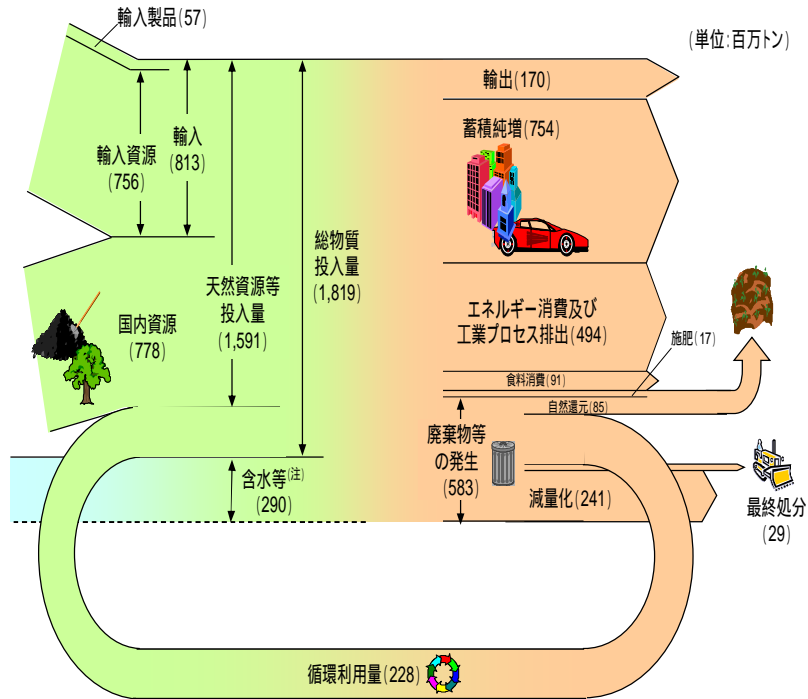 輸入製品(57)
(単位:百万トン)
輸出(170)
蓄積純増(754)
輸入
(813)
輸入資源
(756)
総物質
投入量
(1,819)
天然資源等
投入量
(1,591)
国内資源
(778)
エネルギー消費及び
工業プロセス排出(494)
施肥(17)
食料消費(91)
自然還元(85)
廃棄物等
の発生
(583)
含水等(注)
(290)
減量化(241)
最終処分
(29)
循環利用量(228)